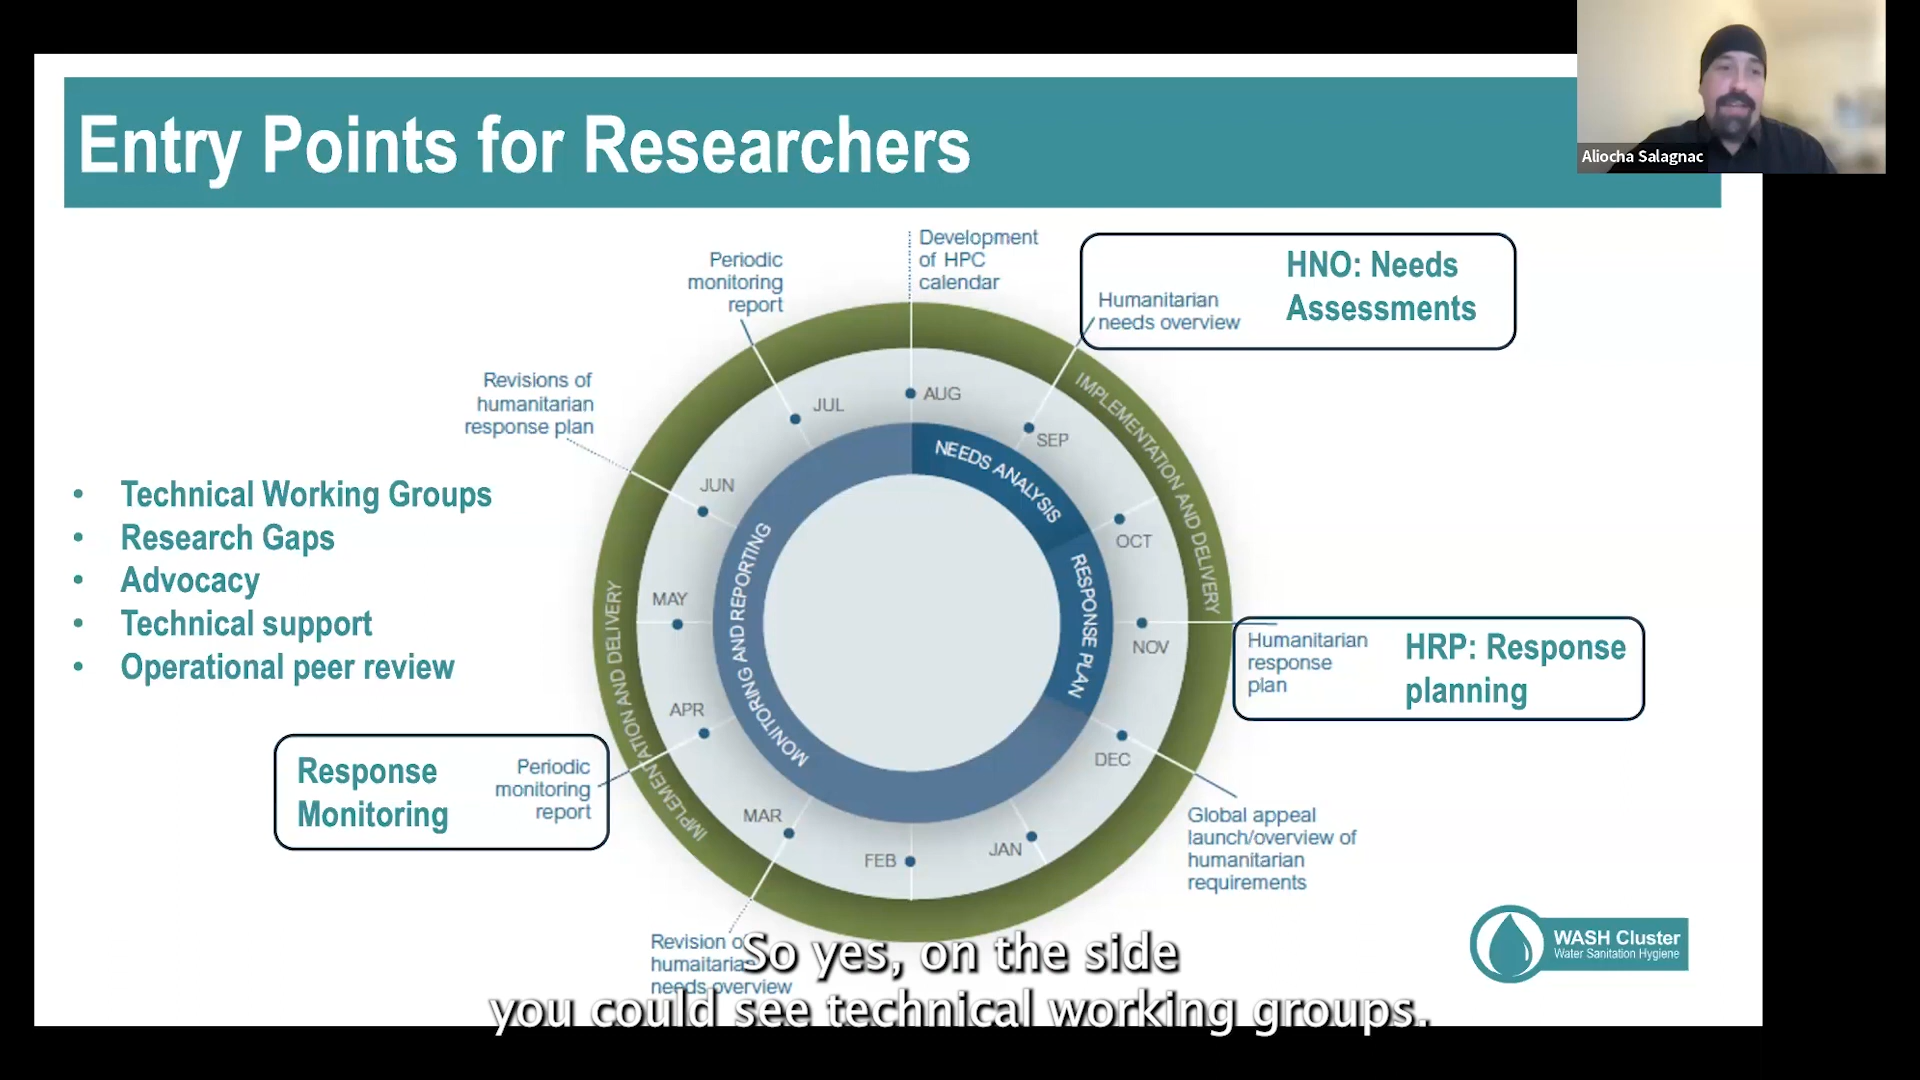 Entry Points for Researchers
Aliocha Salagnac
Development
of HPC
calendar
Periodic
monitoring
report
Humanitarian
needs overview
HNO: Needs
Assessments
Revisions of
humanitarian
response plan
JUL
AUG
SEP
JUN
OCT
MAY
NOV
APR
DEC
MAR
FEB
JAN
NEEDS ANALYSIS
RESPONSE PLAN
MONITORING AND REPORTING
IMPLEMENTATION AND DELIVERY
IMPLEMENTATION AND DELIVERY
• Technical Working Groups
• Research Gaps
• Advocacy
• Technical support
• Operational peer review
Humanitarian
response
plan
HRP: Response
planning
Response
Monitoring
Periodic
monitoring
report
Global appeal
launch/overview of
humanitarian
requirements
Revision o
humaitaria
needs overview
WASH Cluster
Water Sanitation Hygiene
So yes, on the side
you could see technical working groups.